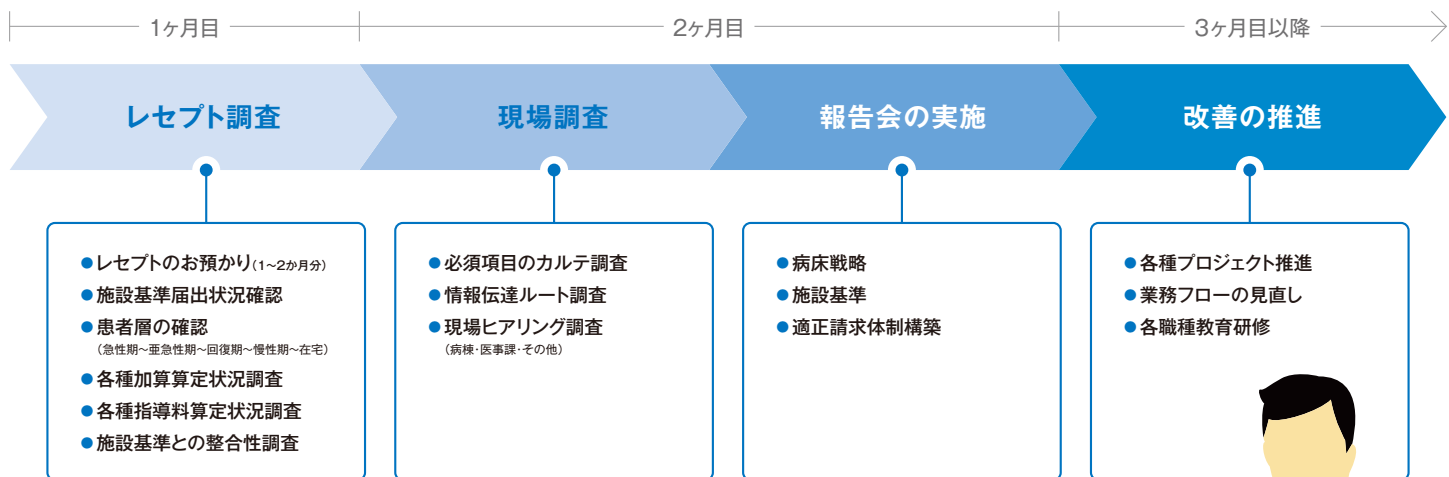 1ヶ月目
2ヶ月目
3ヶ月目以降
レセプト調査
現場調査
報告会の実施
改善の推進
●レセプトのお預かり(1~2か月分)
●施設基準届出状況確認
●患者層の確認
(急性期~亜急性期~回復期~慢性期~在宅)
●各種加算算定状況調査
●各種指導料算定状況調査
●施設基準との整合性調査
●必須項目のカルテ調査
●情報伝達ルート調査
●現場ヒアリング調査
(病棟・医事課・その他)
●病床戦略
●施設基準
●適正請求体制構築
●各種プロジェクト推進
●業務フローの見直し
●各職種教育研修